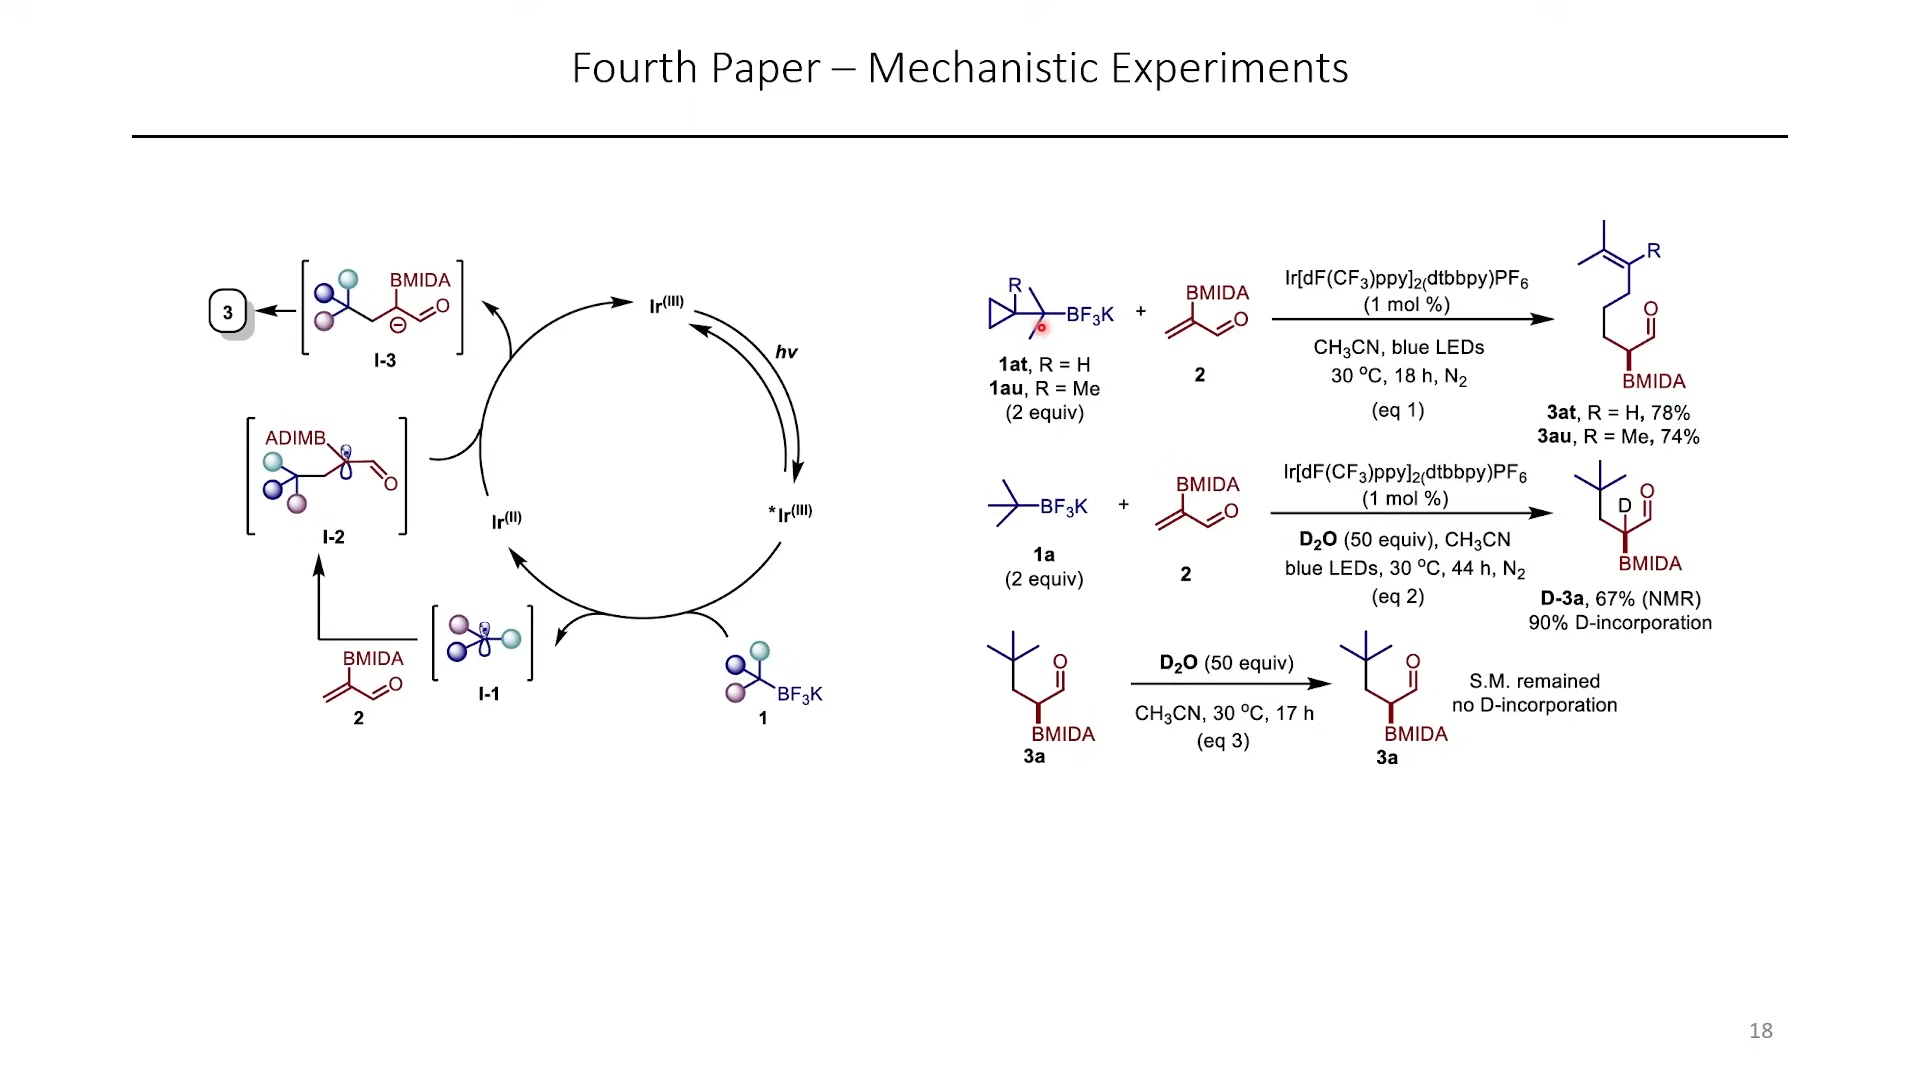 Fourth Paper – Mechanistic Experiments
3
BMIDA
O
⊖
I-3
Ir(III)
hv
ADIMB
O
I-2
Ir(II)
*Ir(III)
BMIDA
O
2
I-1
BF3K
1
R
BF3K
1at, R = H
1au, R = Me
(2 equiv)
+
BMIDA
O
2
Ir[dF(CF3)ppy]2(dtbbpy)PF6
(1 mol %)
CH3CN, blue LEDs
30 oC, 18 h, N2
(eq 1)
R
O
BMIDA
3at, R = H, 78%
3au, R = Me, 74%
BF3K
1a
(2 equiv)
+
BMIDA
O
2
Ir[dF(CF3)ppy]2(dtbbpy)PF6
(1 mol %)
D2O (50 equiv), CH3CN
blue LEDs, 30 oC, 44 h, N2
(eq 2)
D
O
BMIDA
D-3a, 67% (NMR)
90% D-incorporation
O
BMIDA
3a
D2O (50 equiv)
CH3CN, 30 oC, 17 h
(eq 3)
O
BMIDA
3a
S.M. remained
no D-incorporation
18